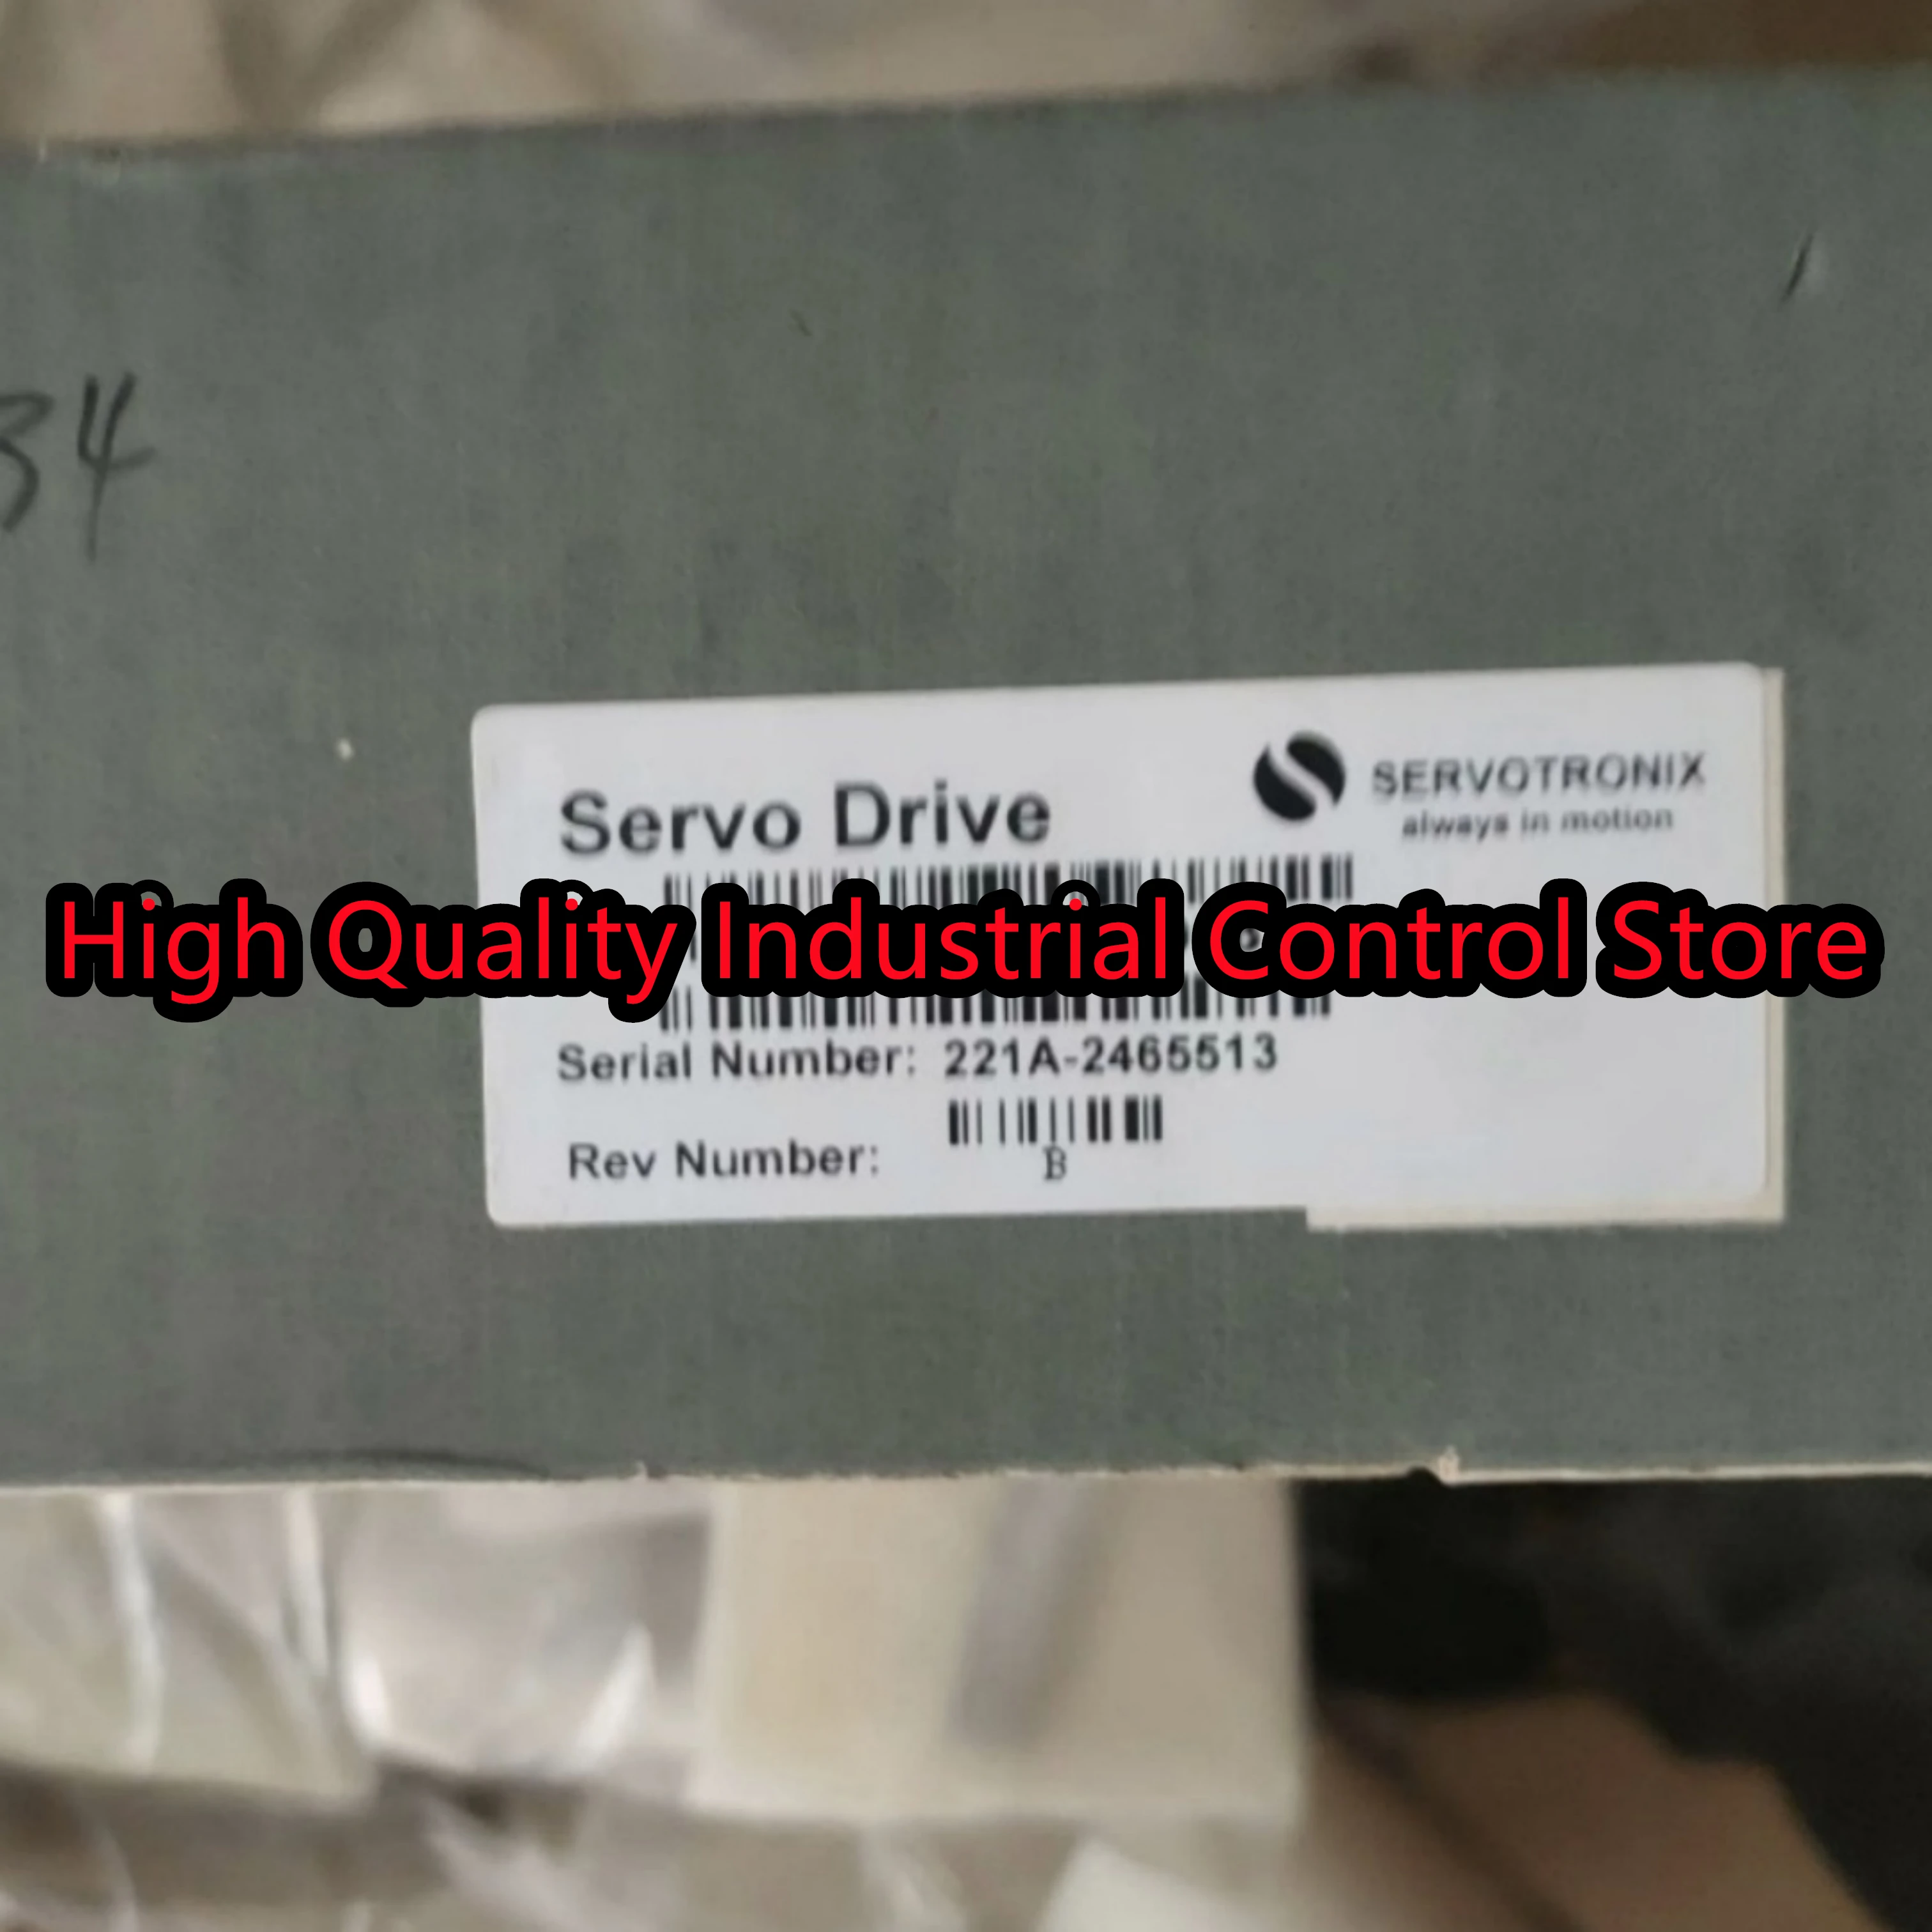 34
SERVOTRONIX
always in motion
Servo Drive
High Quality Industrial Control Store
Serial Number: 221A-2465513
Rev Number:
B